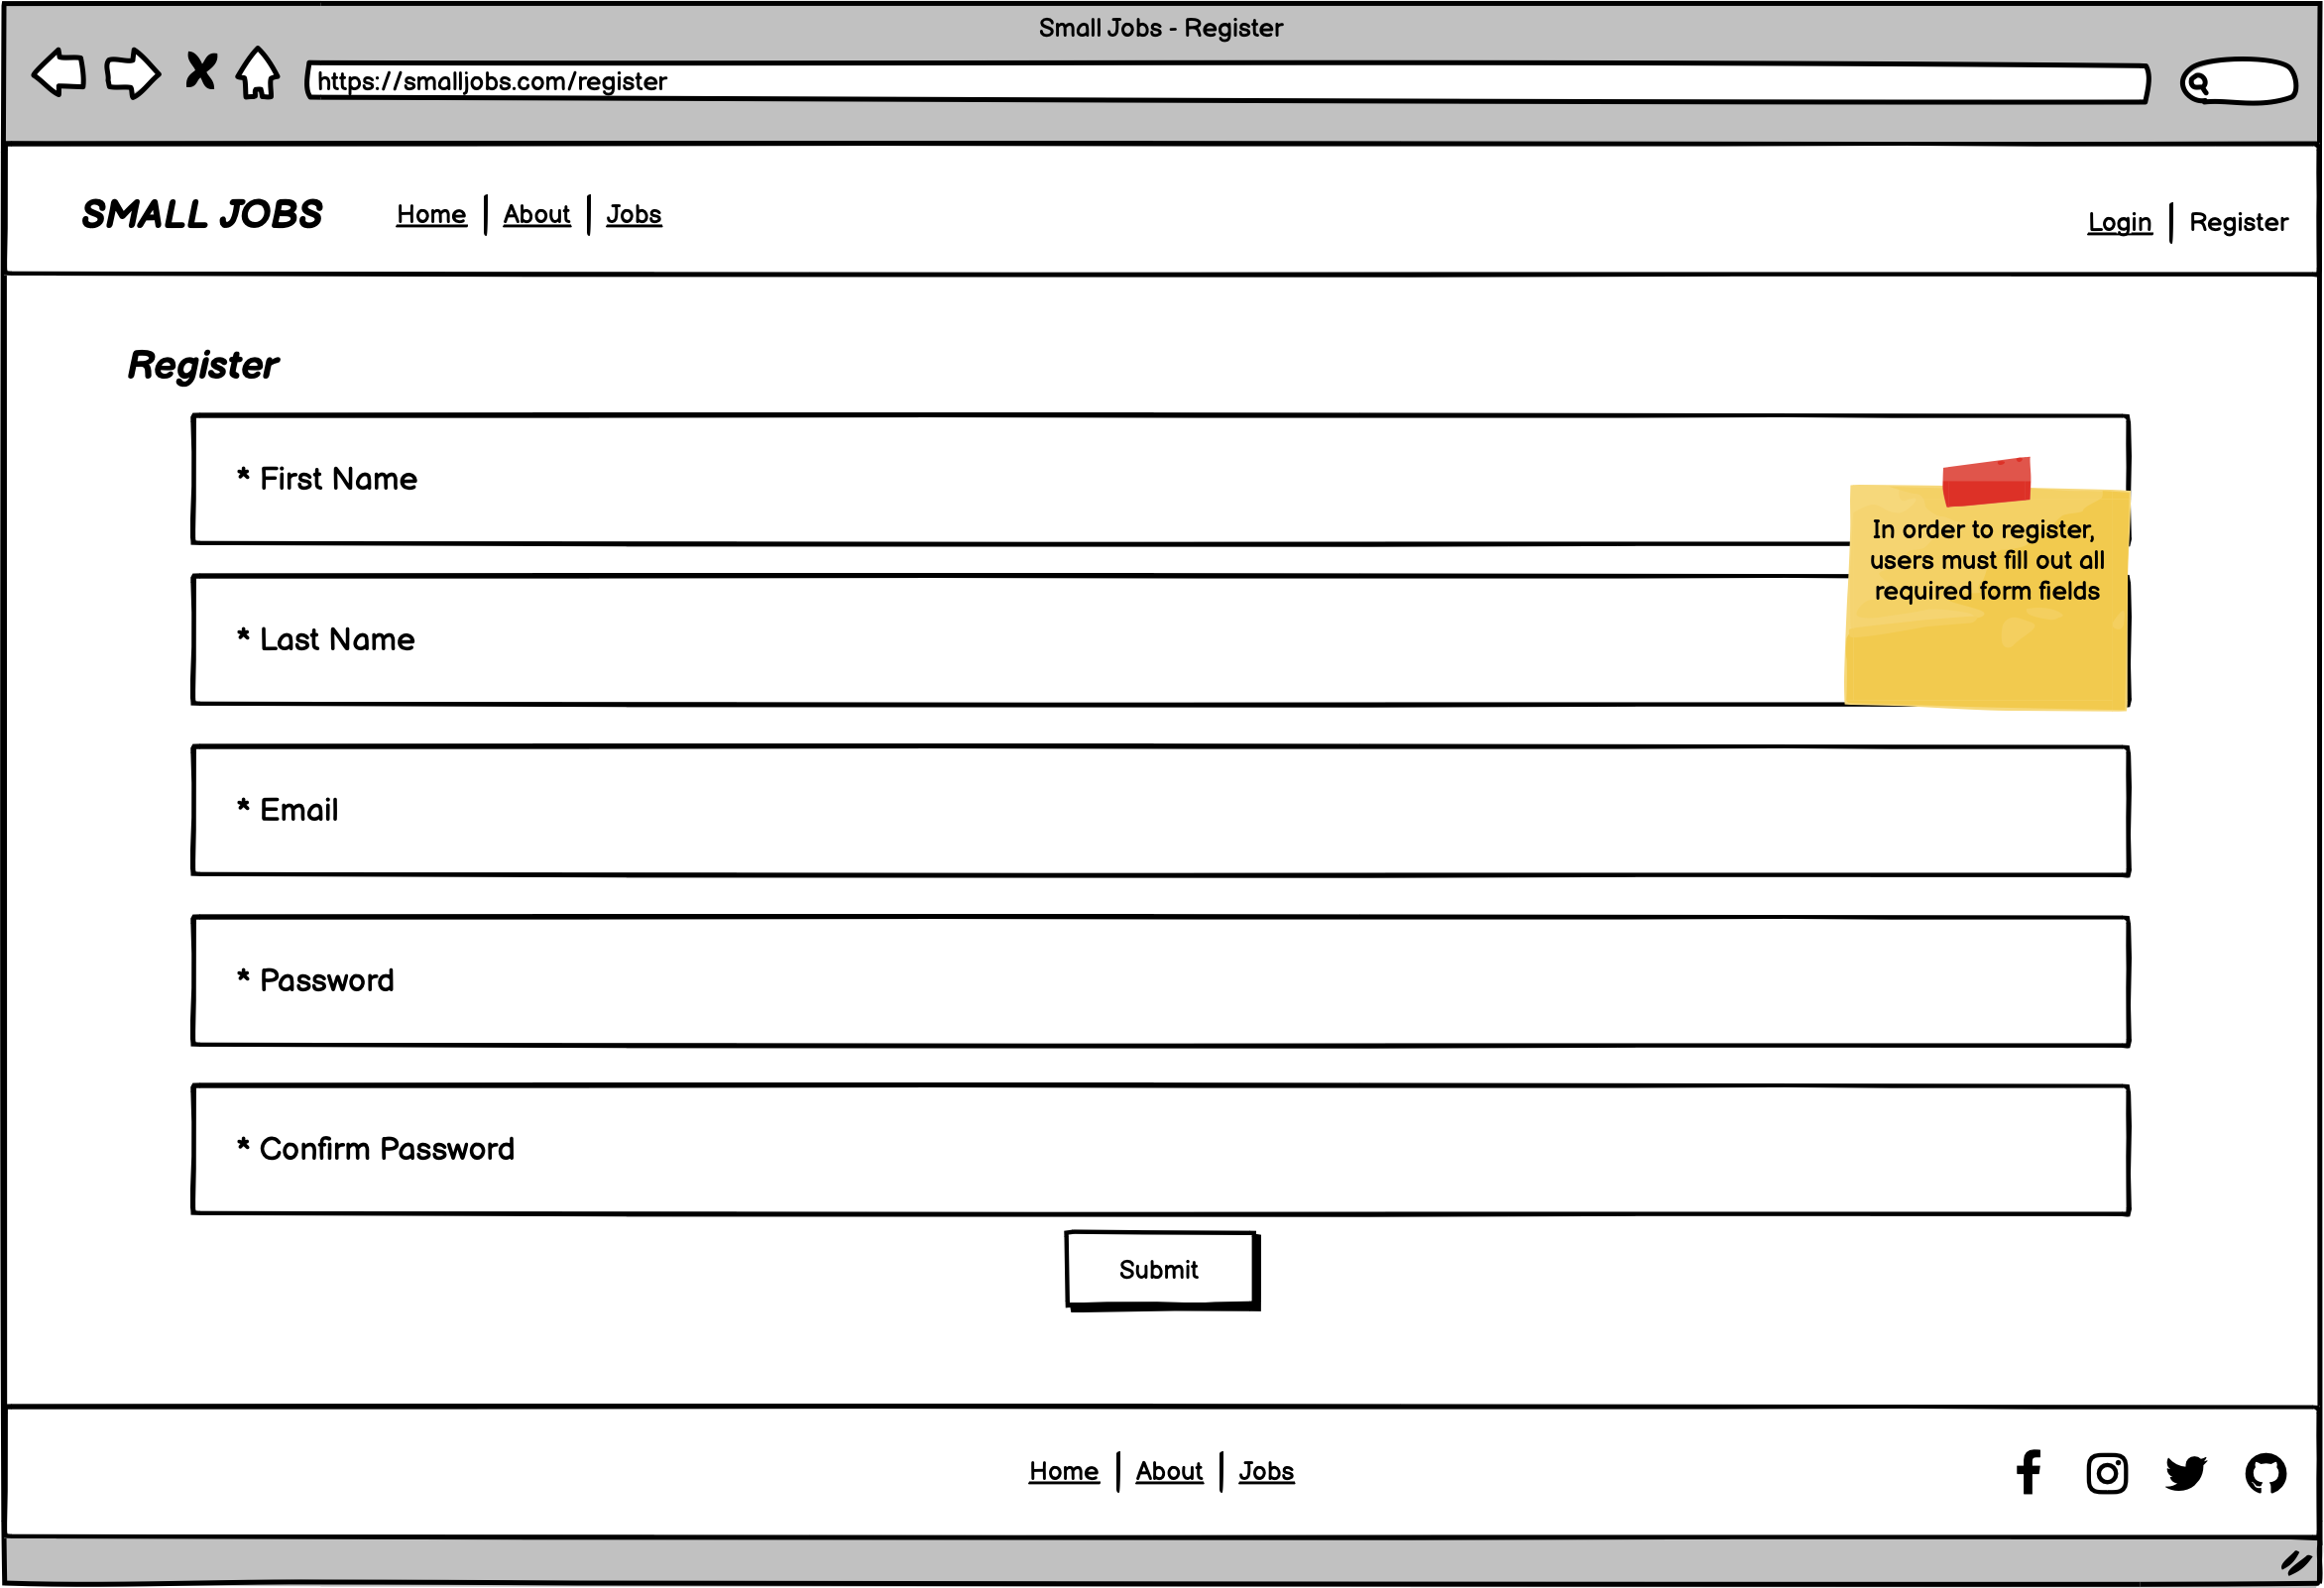 Small Jobs - Register
https://smalljobs.com/register
SMALL JOBS Home About Jobs Login Register
Register
* First Name
In order to register,
users must fill out all
required form fields
* Last Name
* Email
* Password
* Confirm Password
Submit
Home About Jobs